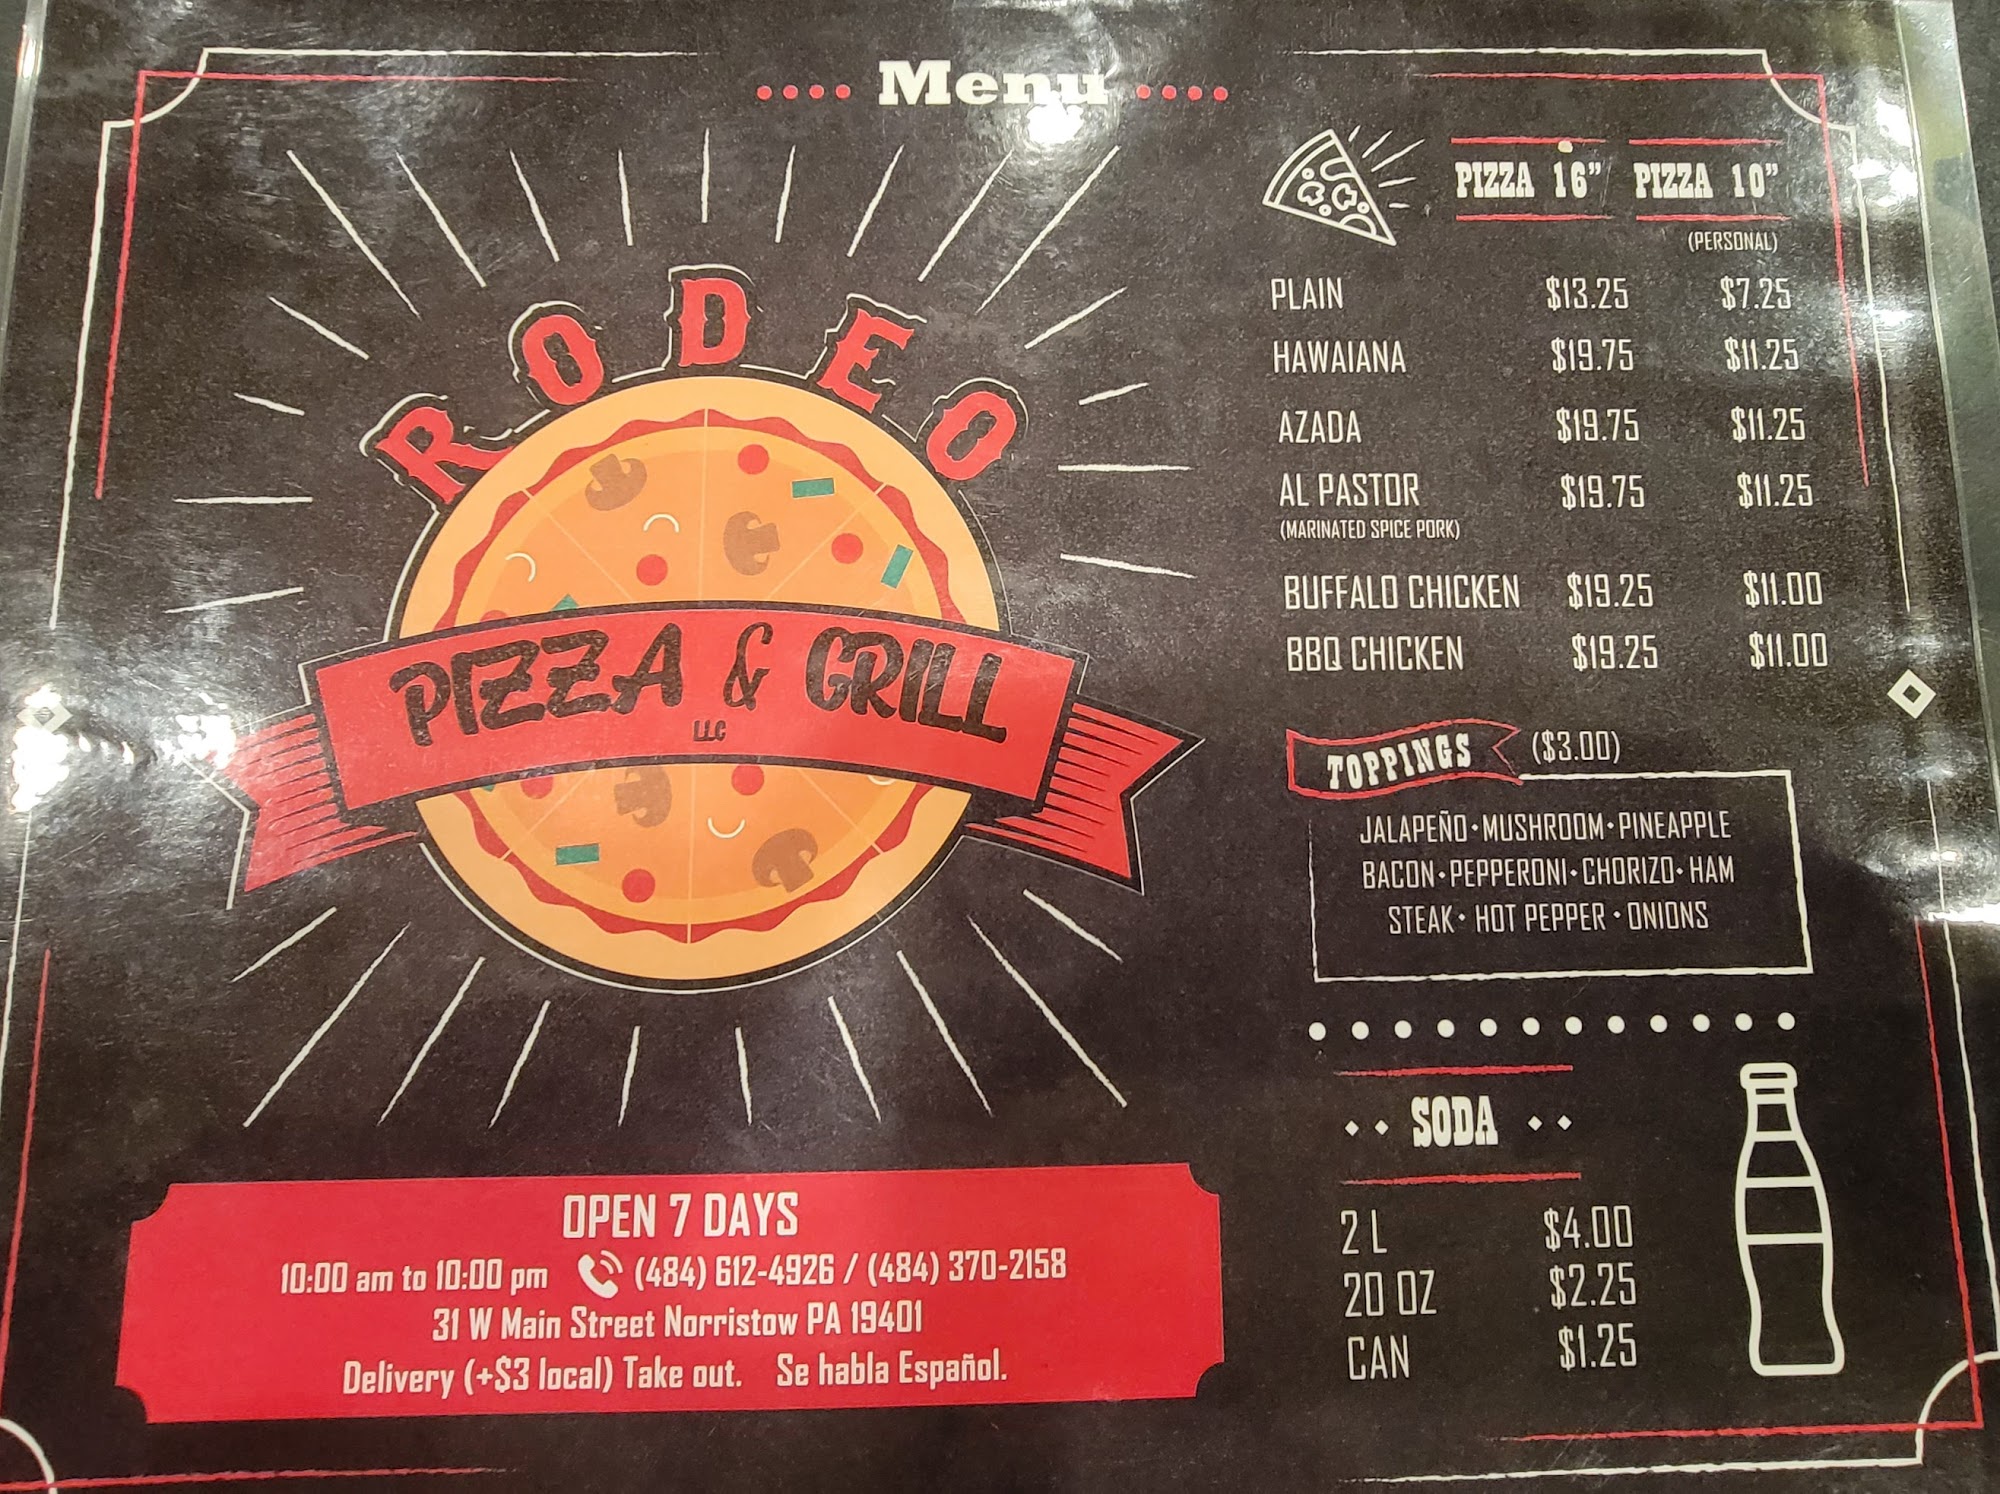 Menu
RODEO
PIZZA & GRILL
LLC
OPEN 7 DAYS
10:00 am to 10:00 pm (484) 612-4926 / (484) 370-2158
31 W Main Street Norristow PA 19401
Delivery (+$3 local) Take out. Se habla Español.
PIZZA 16” PIZZA 10”
(PERSONAL)
PLAIN $13.25 $7.25
HAWAIANA $19.75 $11.25
AZADA $19.75 $11.25
AL PASTOR $19.75 $11.25
(MARINATED SPICE PORK)
BUFFALO CHICKEN $19.25 $11.00
BBQ CHICKEN $19.25 $11.00
TOPPINGS ($3.00)
JALAPEÑO • MUSHROOM • PINEAPPLE
BACON • PEPPERONI • CHORIZO • HAM
STEAK • HOT PEPPER • ONIONS
SODA
2 L $4.00
20 OZ $2.25
CAN $1.25